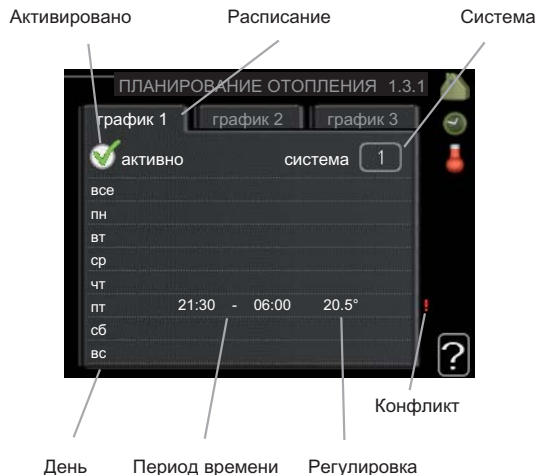 Активировано Расписание Система
ПЛАНИРОВАНИЕ ОТОПЛЕНИЯ 1.3.1
график 1 график 2 график 3
активно система 1
все
пн
вт
ср
чт
пт 21:30 - 06:00 20.5° !
сб
вс
?
Конфликт
День Период времени Регулировка